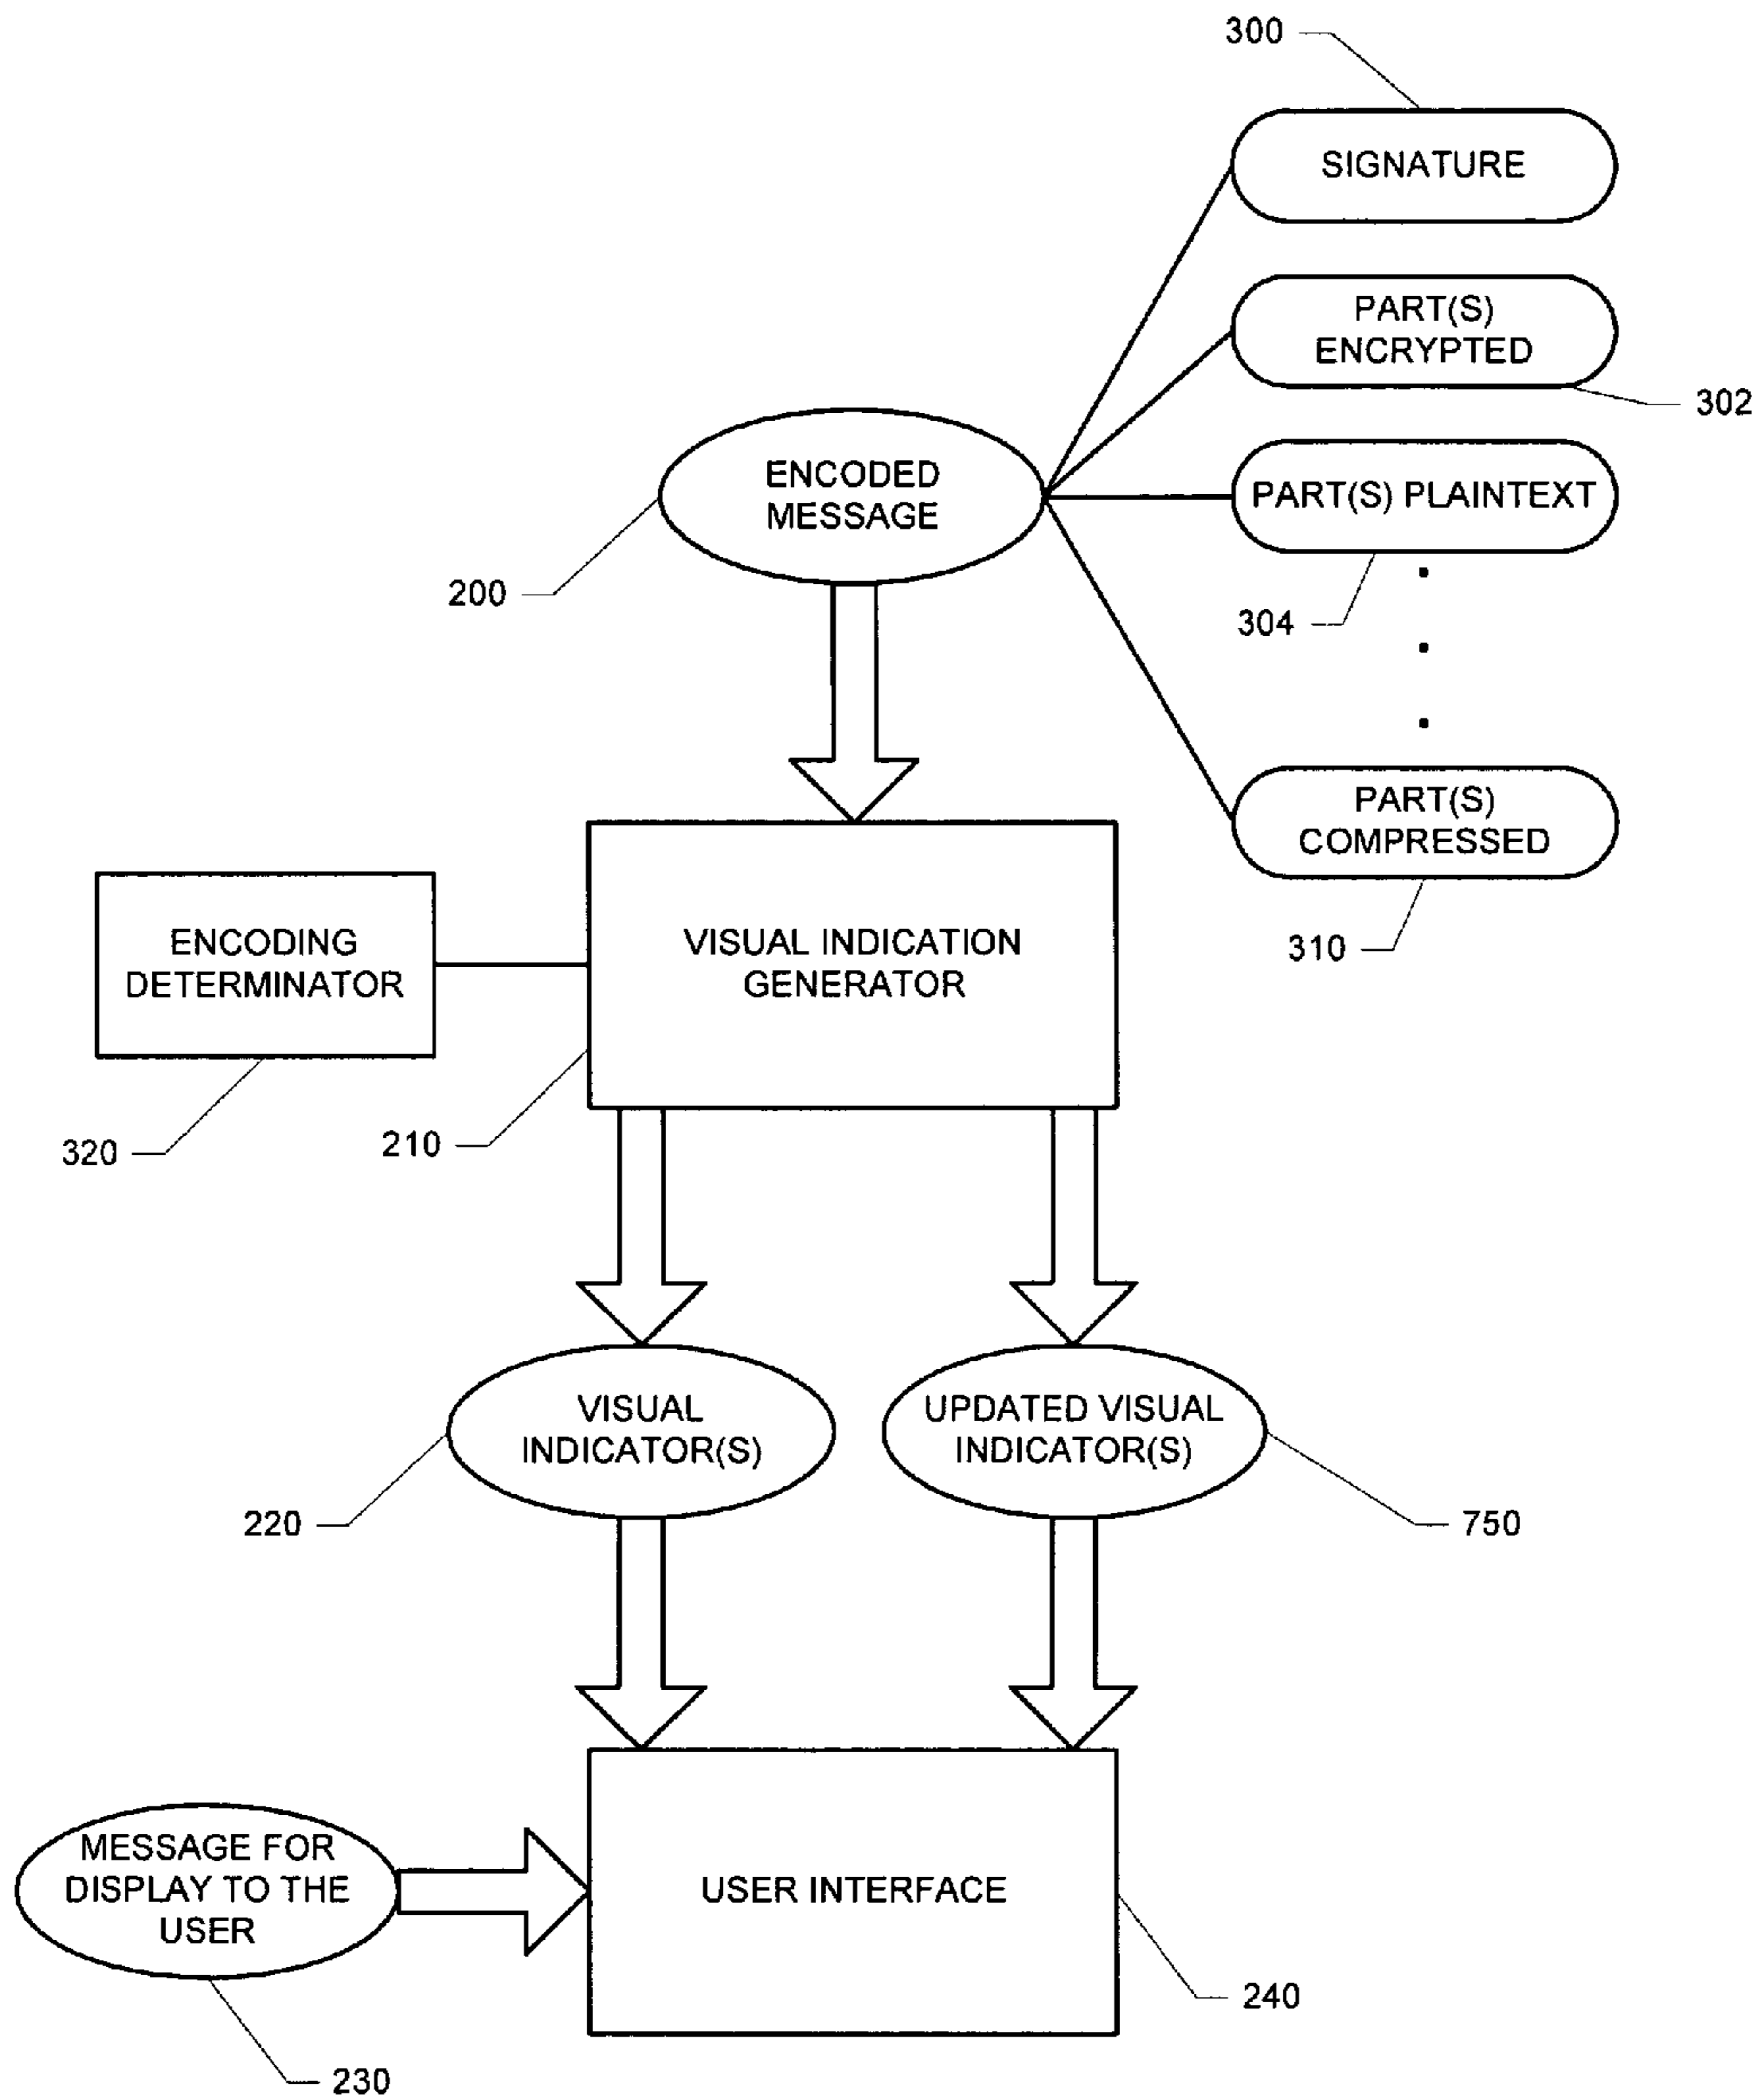 300
SIGNATURE
PART(S)
ENCRYPTED
302
ENCODED
MESSAGE
PART(S) PLAINTEXT
200
304
PART(S)
COMPRESSED
310
ENCODING
DETERMINATOR
VISUAL INDICATION
GENERATOR
320
210
VISUAL
INDICATOR(S)
UPDATED VISUAL
INDICATOR(S)
220
750
MESSAGE FOR
DISPLAY TO THE
USER
USER INTERFACE
240
230